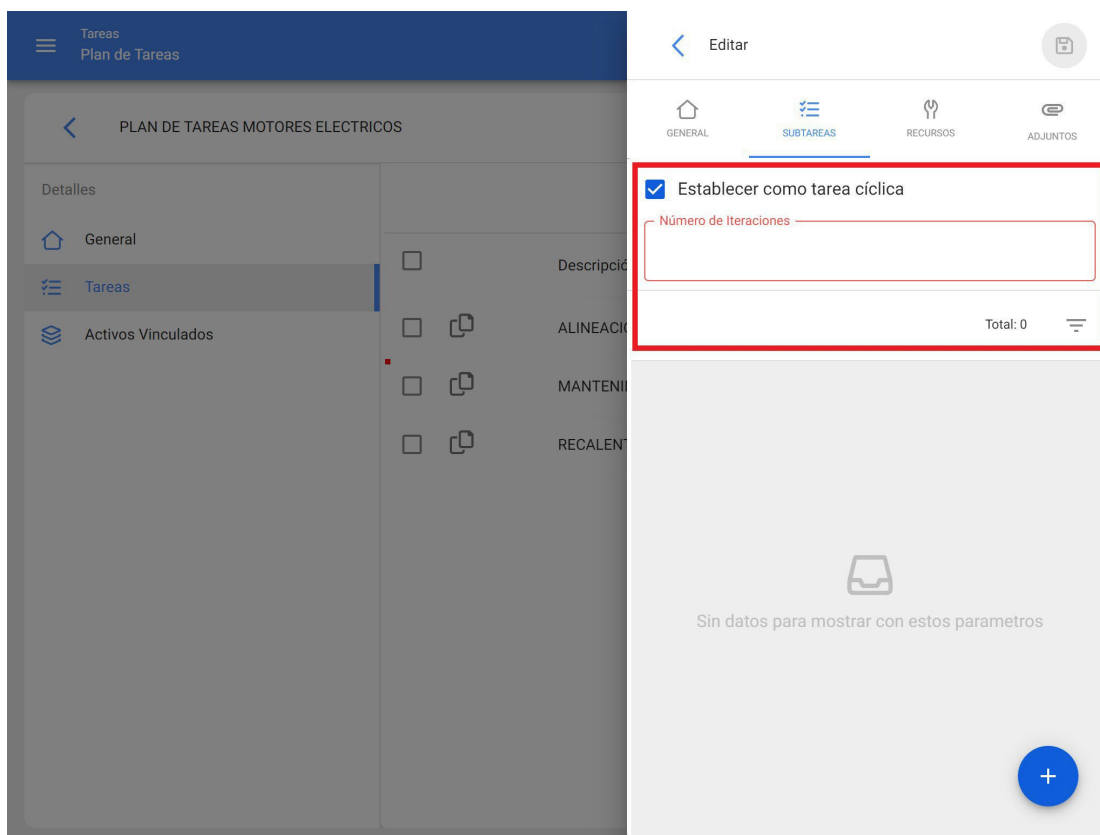 Tareas
Plan de Tareas
PLAN DE TAREAS MOTORES ELECTRICOS
Detalles
General
Tareas
Activos Vinculados
Descripció
ALINEACIÓ
MANTENI
RECALENT
Editar
GENERAL
SUBTAREAS
RECURSOS
ADJUNTOS
Establecer como tarea cíclica
Número de Iteraciones
Total: 0
Sin datos para mostrar con estos parametros